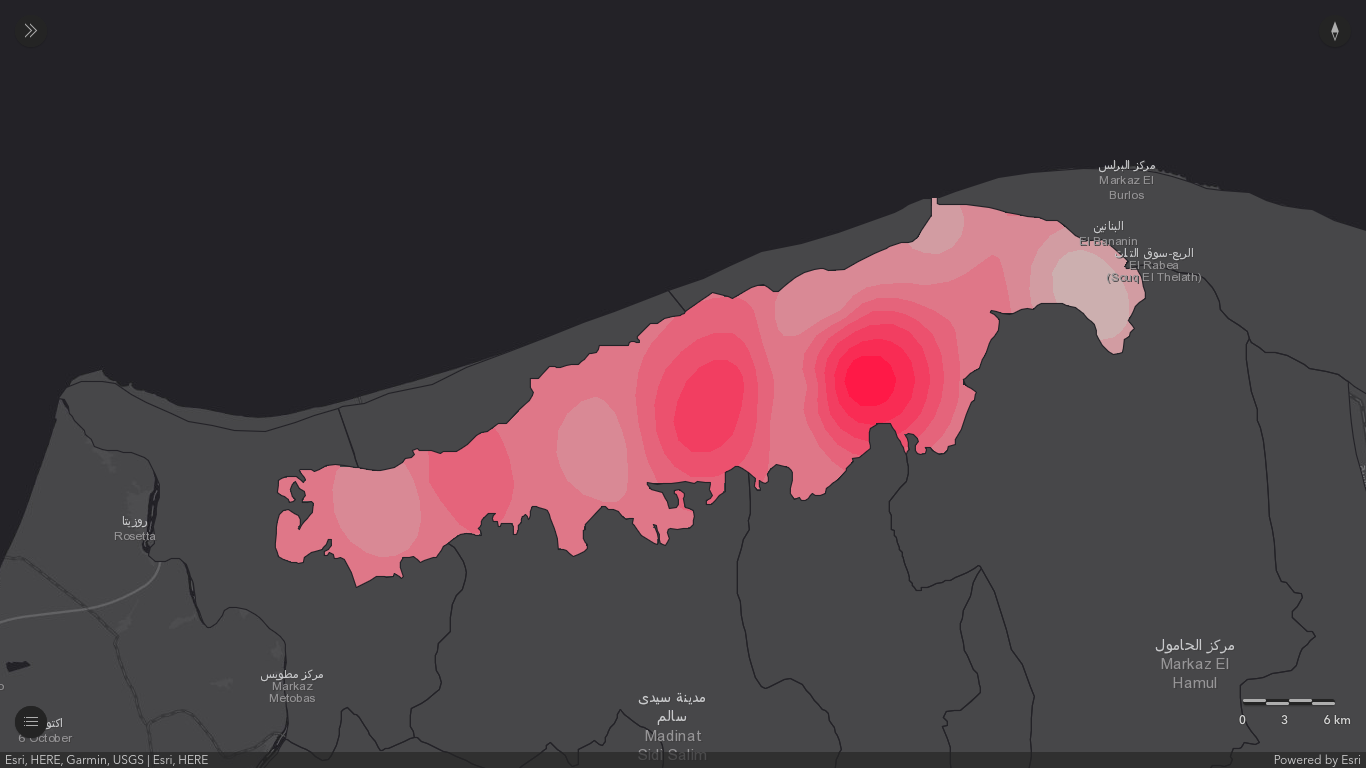 مركز البرلس
Markaz El
Burlos
البنانين
El Bananin
الربع-سوق الثلاث
El Rabea
(Souq El Thelath)
روزيتا
Rosetta
مركز الحامول
Markaz El
Hamul
مركز مطوبس
Markaz
Metobas
مدينة سيدى
سالم
Madinat
Sidi Salim
0 3 6 km
اكتو
6 October
Esri, HERE, Garmin, USGS | Esri, HERE
Powered by Esri